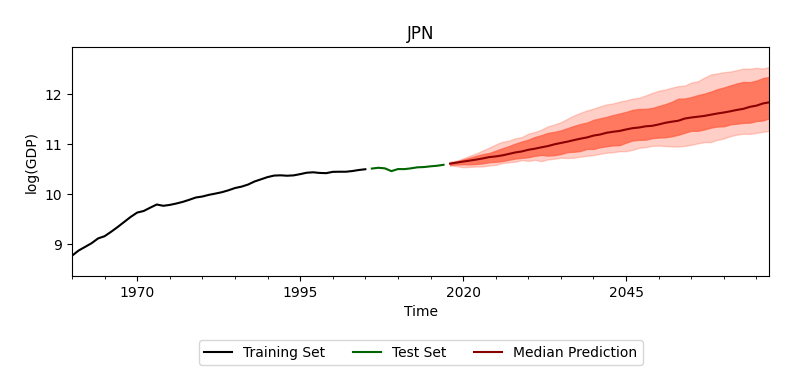 JPN
log(GDP)
12
11
10
9
1970 1995 2020 2045
Time
Training Set Test Set Median Prediction